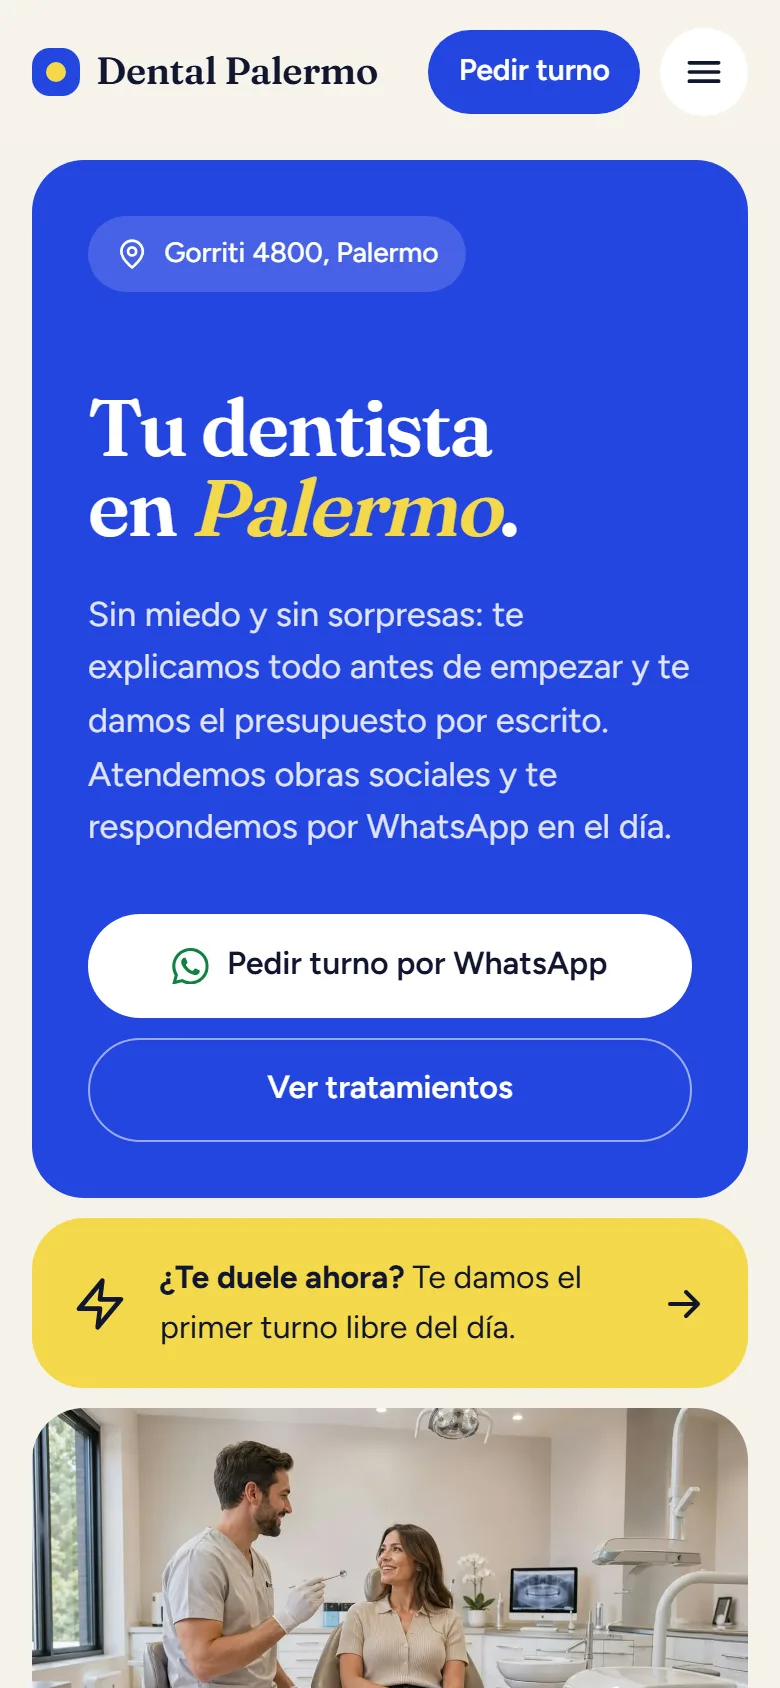 Dental Palermo
Pedir turno
Gorriti 4800, Palermo
Tu dentista
en Palermo.
Sin miedo y sin sorpresas: te
explicamos todo antes de empezar y te
damos el presupuesto por escrito.
Atendemos obras sociales y te
respondemos por WhatsApp en el día.
Pedir turno por WhatsApp
Ver tratamientos
¿Te duele ahora? Te damos el
primer turno libre del día.